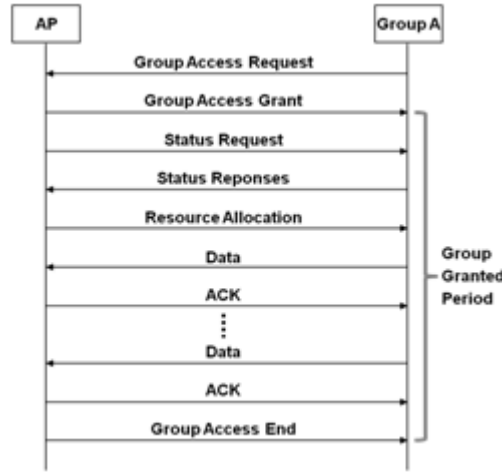 AP
Group A
Group Access Request
Group Access Grant
Status Request
Status Reponses
Resource Allocation
Data
ACK
Data
ACK
Group Access End
Group
Granted
Period